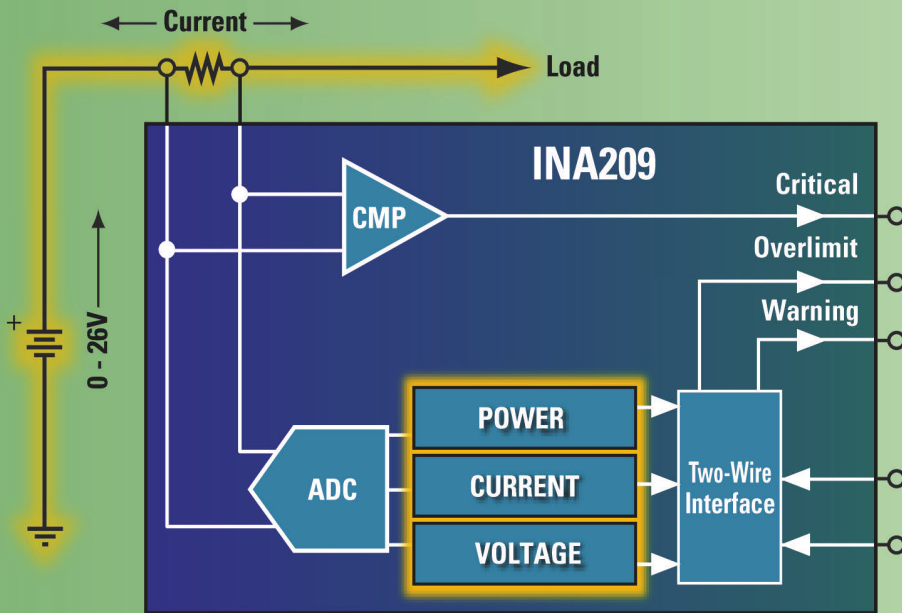 Current
Load
INA209
Critical
CMP
Overlimit
Warning
+
0 - 26V
POWER
ADC
CURRENT
Two-Wire
Interface
VOLTAGE